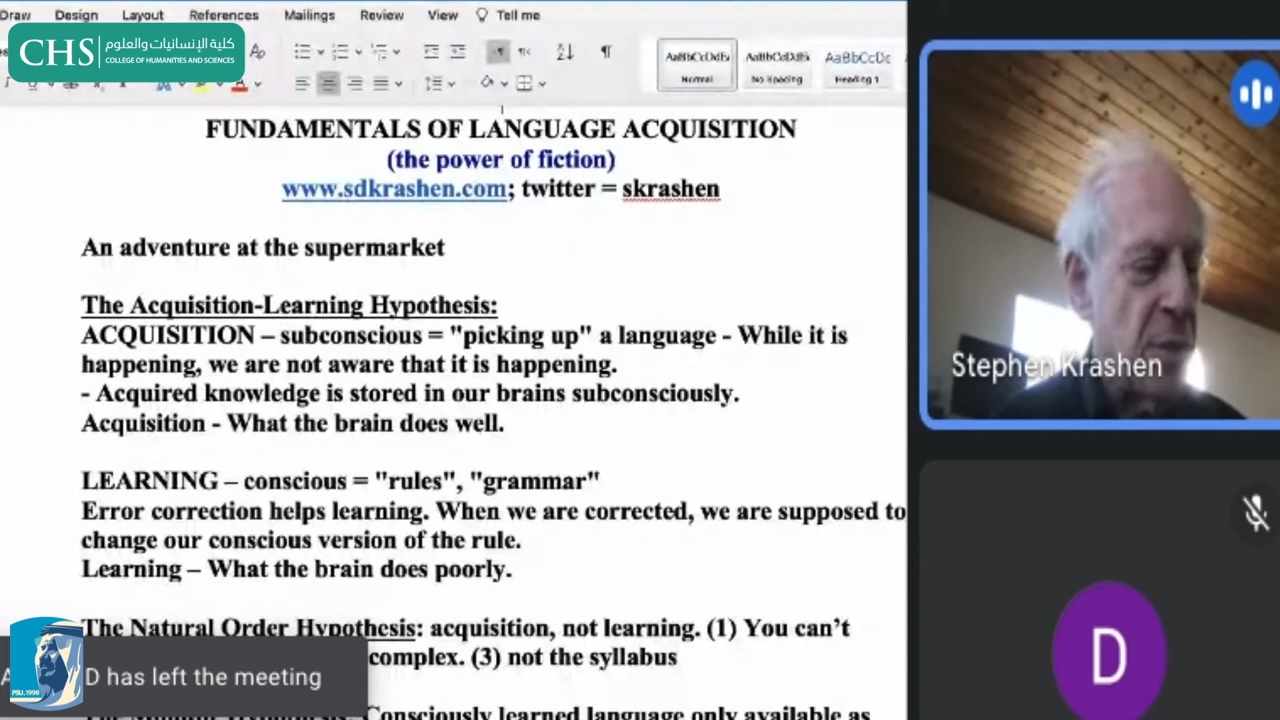 Draw Design Layout References Mailings Review View Tell me
CHS كلية الإنسانيات والعلوم
COLLEGE OF HUMANITIES AND SCIENCES
AaBbCcDdEe AaBbCcDdEe AaBbCcDc
Normal No Spacing Heading 1
FUNDAMENTALS OF LANGUAGE ACQUISITION
(the power of fiction)
www.sdkrashen.com; twitter = skrashen
An adventure at the supermarket
The Acquisition-Learning Hypothesis:
ACQUISITION – subconscious = "picking up" a language - While it is
happening, we are not aware that it is happening.
- Acquired knowledge is stored in our brains subconsciously.
Acquisition - What the brain does well.
LEARNING – conscious = "rules", "grammar"
Error correction helps learning. When we are corrected, we are supposed to
change our conscious version of the rule.
Learning – What the brain does poorly.
The Natural Order Hypothesis: acquisition, not learning. (1) You can’t
complex. (3) not the syllabus
Consciously learned language only available as
D has left the meeting
PSU.1998
Stephen Krashen
D